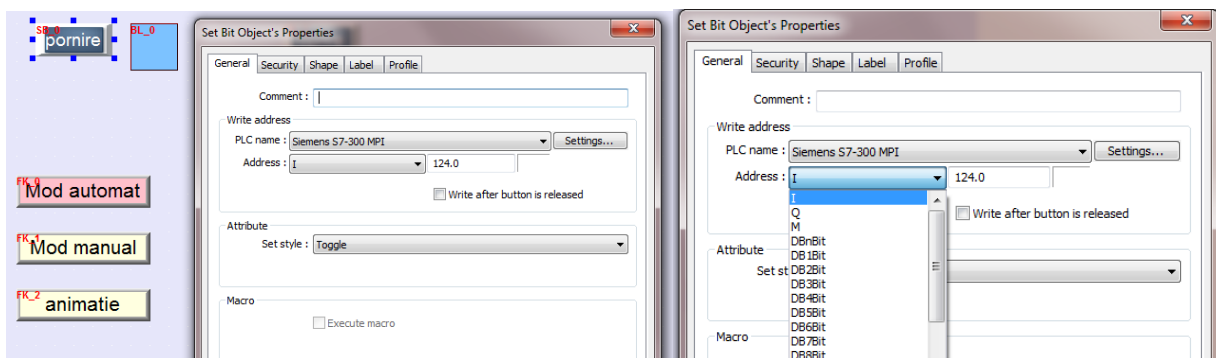 SB_0
pornire
BL_0
FK_0
Mod automat
FK_1
Mod manual
FK_2
animatie
Set Bit Object's Properties
General Security Shape Label Profile
Comment :
Write address
PLC name : Siemens S7-300 MPI Settings...
Address : I 124.0
Write after button is released
Attribute
Set style : Toggle
Macro
Execute macro
Set Bit Object's Properties
General Security Shape Label Profile
Comment :
Write address
PLC name : Siemens S7-300 MPI Settings...
Address : I 124.0
I
Q Write after button is released
M
DBnBit
Attribute DB1Bit
Set st DB2Bit
DB3Bit
DB4Bit
DB5Bit
DB6Bit
Macro DB7Bit
DB8Bit